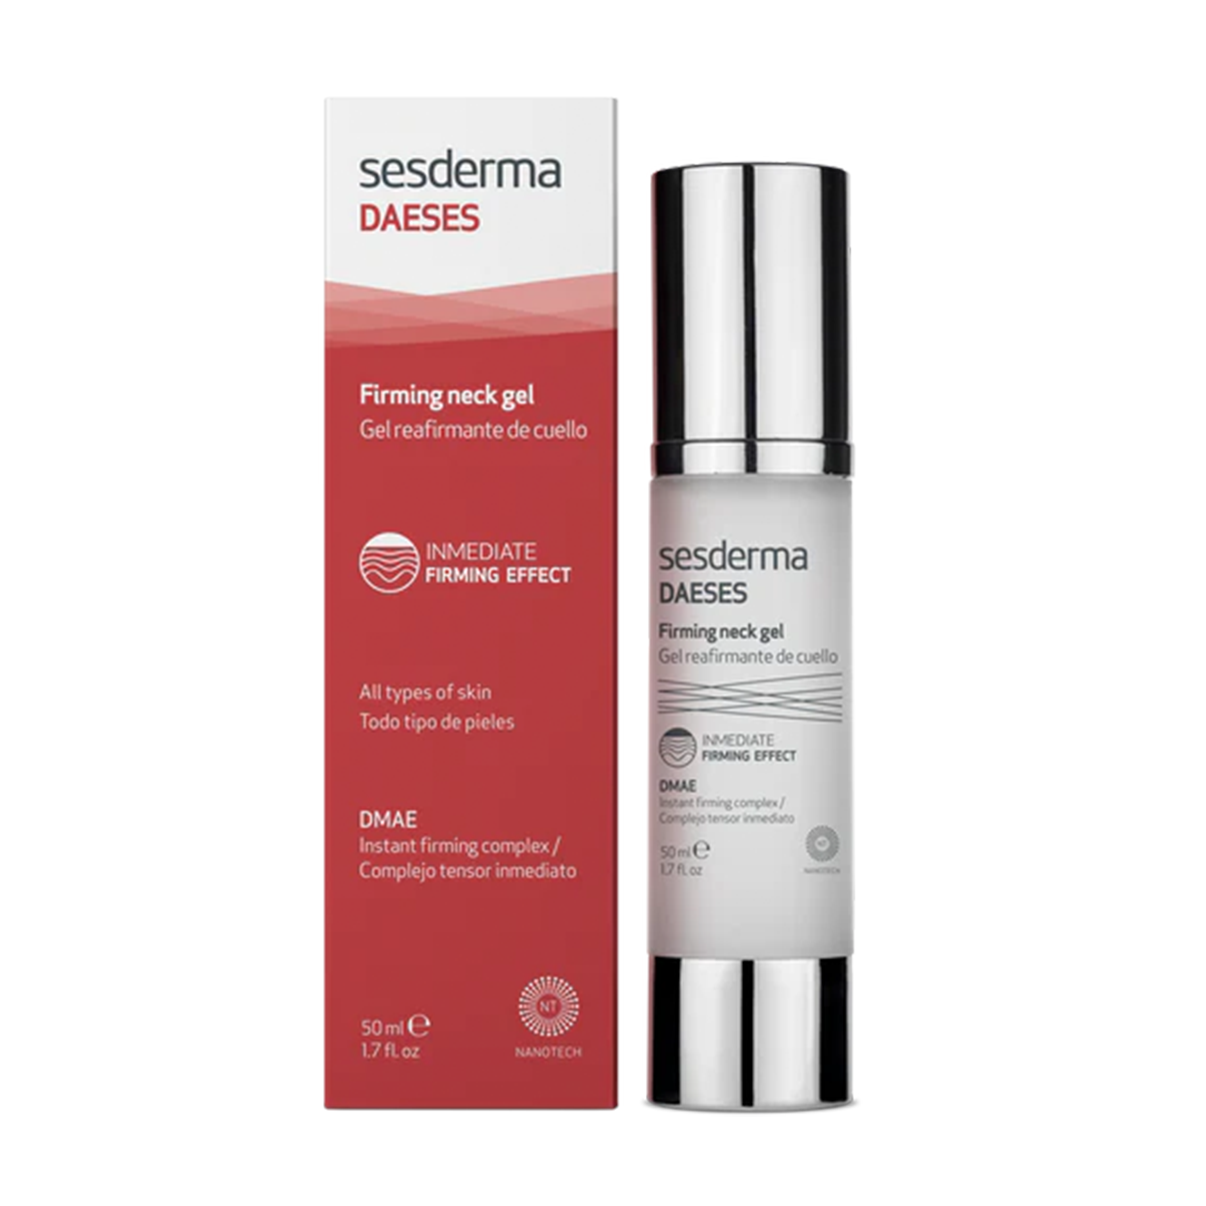 sesderma
DAESES
Firming neck gel
Gel reafirmante de cuello
INMEDIATE
FIRMING EFFECT
All types of skin
Todo tipo de pieles
DMAE
Instant firming complex /
Complejo tensor inmediato
50 ml ℮
1.7 fl. oz
NT
NANOTECH
sesderma
DAESES
Firming neck gel
Gel reafirmante de cuello
INMEDIATE
FIRMING EFFECT
DMAE
Instant firming complex /
Complejo tensor inmediato
50 ml ℮
1.7 fl. oz
NT
NANOTECH